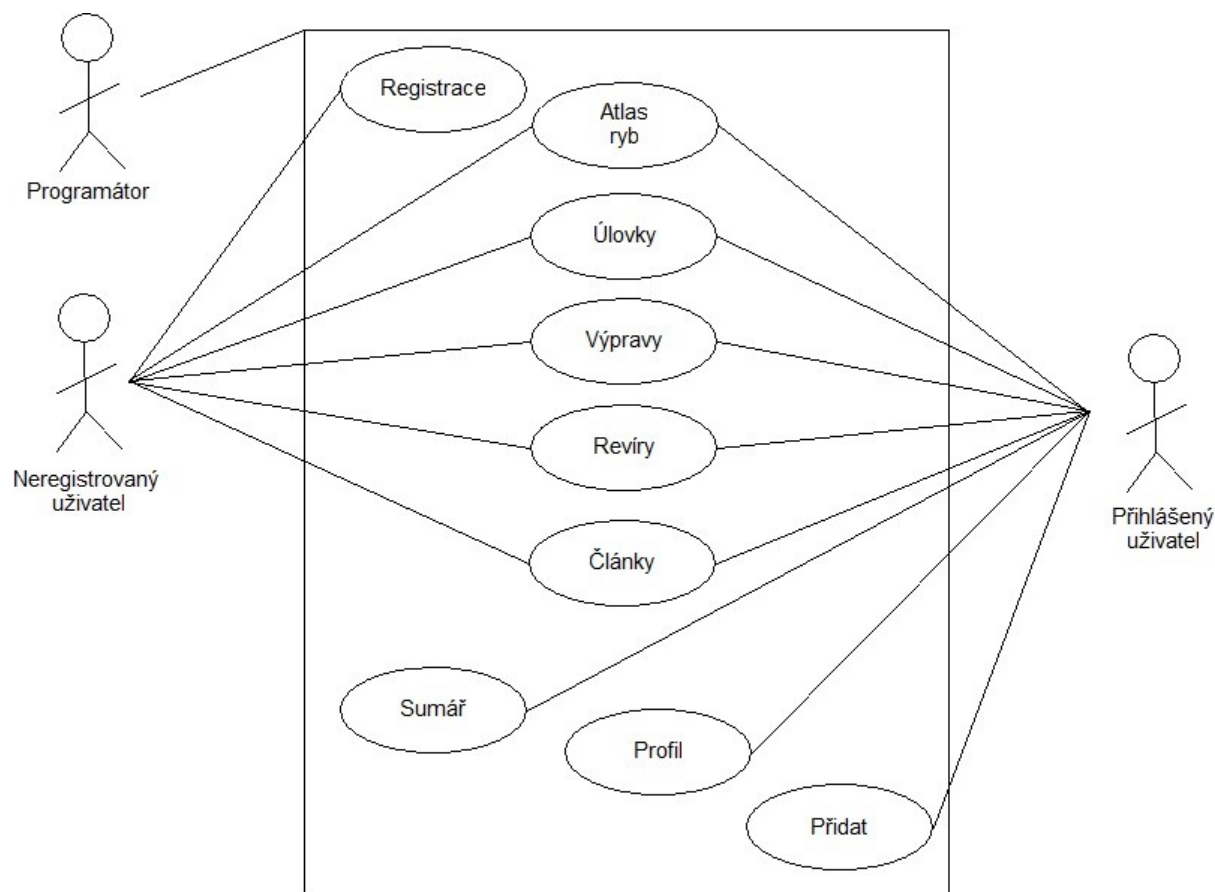 Registrace
Atlas
ryb
Programátor
Úlovky
Výpravy
Revíry
Neregistrovaný
uživatel
Přihlášený
uživatel
Články
Sumář
Profil
Přidat